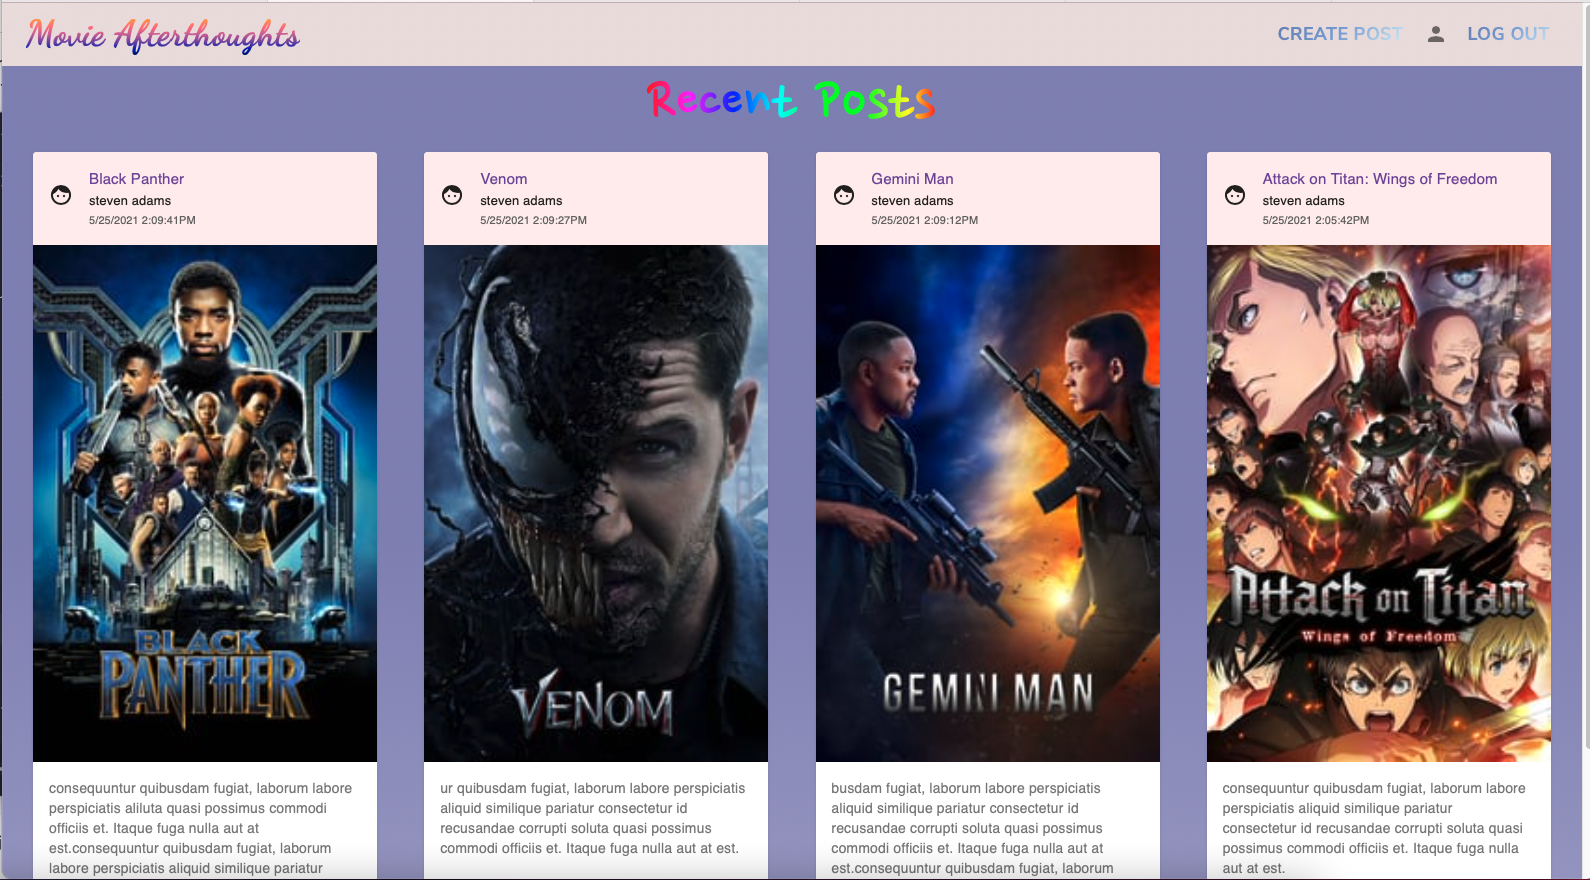 Movie Afterthoughts
CREATE POST
LOG OUT
Recent Posts
Black Panther
steven adams
5/25/2021 2:09:41PM
BLACK
PANTHER
consequuntur quibusdam fugiat, laborum labore
perspiciatis aliluta quasi possimus commodi
officiis et. Itaque fuga nulla aut at
est.consequuntur quibusdam fugiat, laborum
labore perspiciatis aliquid similique pariatur
Venom
steven adams
5/25/2021 2:09:27PM
VENOM
ur quibusdam fugiat, laborum labore perspiciatis
aliquid similique pariatur consectetur id
recusandae corrupti soluta quasi possimus
commodi officiis et. Itaque fuga nulla aut at est.
Gemini Man
steven adams
5/25/2021 2:09:12PM
GEMINI MAN
busdam fugiat, laborum labore perspiciatis
aliquid similique pariatur consectetur id
recusandae corrupti soluta quasi possimus
commodi officiis et. Itaque fuga nulla aut at
est.consequuntur quibusdam fugiat, laborum
Attack on Titan: Wings of Freedom
steven adams
5/25/2021 2:05:42PM
Attack on Titan
Wings of Freedom
consequuntur quibusdam fugiat, laborum labore
perspiciatis aliquid similique pariatur
consectetur id recusandae corrupti soluta quasi
possimus commodi officiis et. Itaque fuga nulla
aut at est.